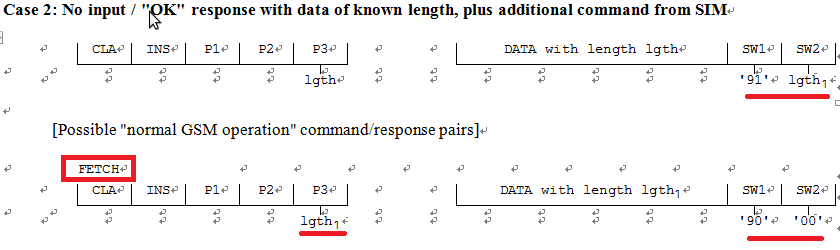 Case 2: No input / "OK" response with data of known length, plus additional command from SIM
CLA INS P1 P2 P3 DATA with length lgth SW1 SW2
lgth '91' lgth1
[Possible "normal GSM operation" command/response pairs]
FETCH
CLA INS P1 P2 P3 DATA with length lgth1 SW1 SW2
lgth1 '90' '00'